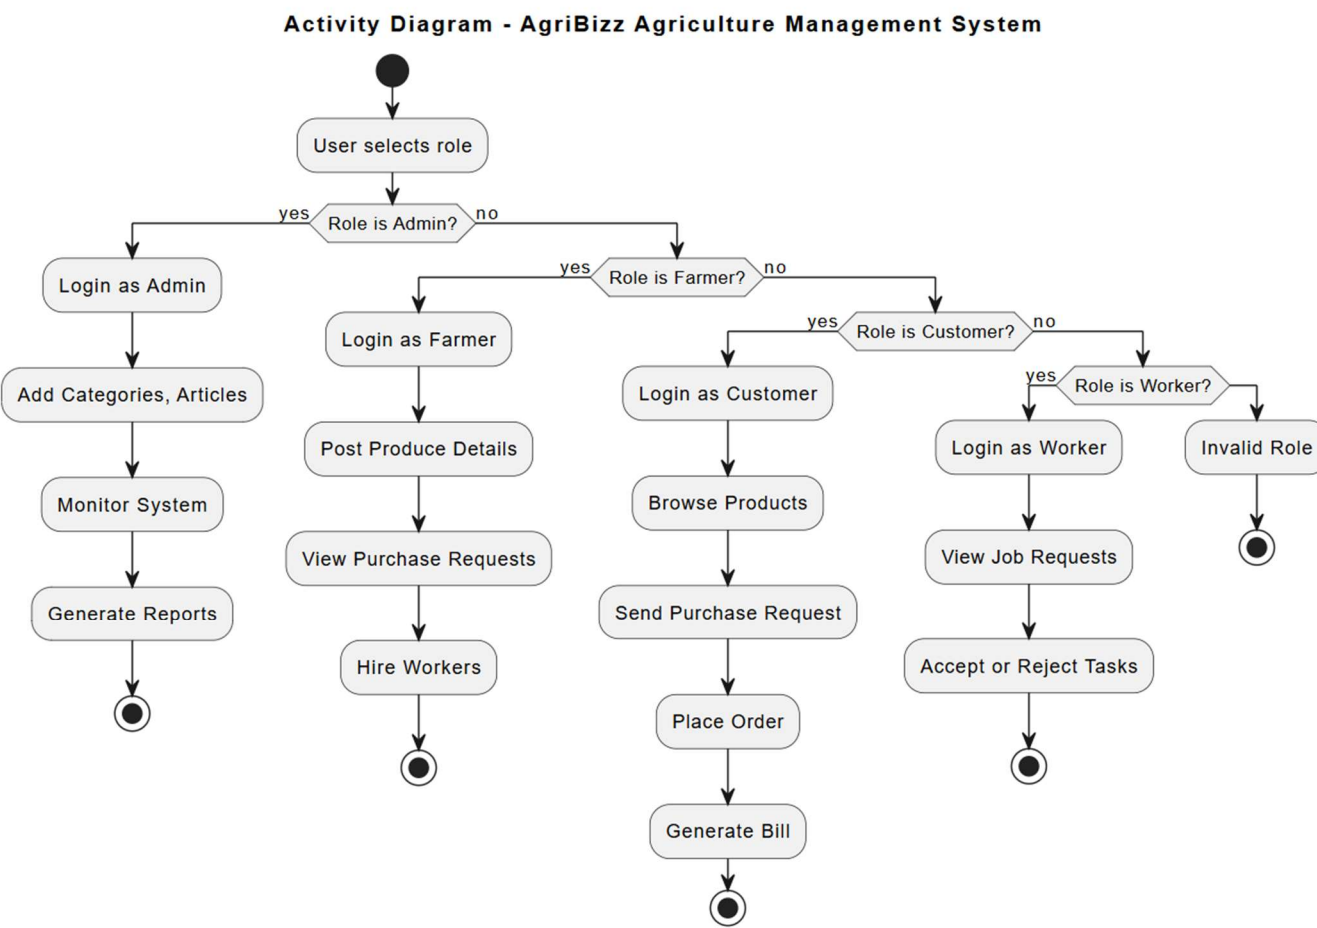 Activity Diagram - AgriBizz Agriculture Management System
User selects role
yes
Role is Admin?
no
Login as Admin
Add Categories, Articles
Monitor System
Generate Reports
yes
Role is Farmer?
no
Login as Farmer
Post Produce Details
View Purchase Requests
Hire Workers
yes
Role is Customer?
no
Login as Customer
Browse Products
Send Purchase Request
Place Order
Generate Bill
yes
Role is Worker?
Login as Worker
View Job Requests
Accept or Reject Tasks
Invalid Role